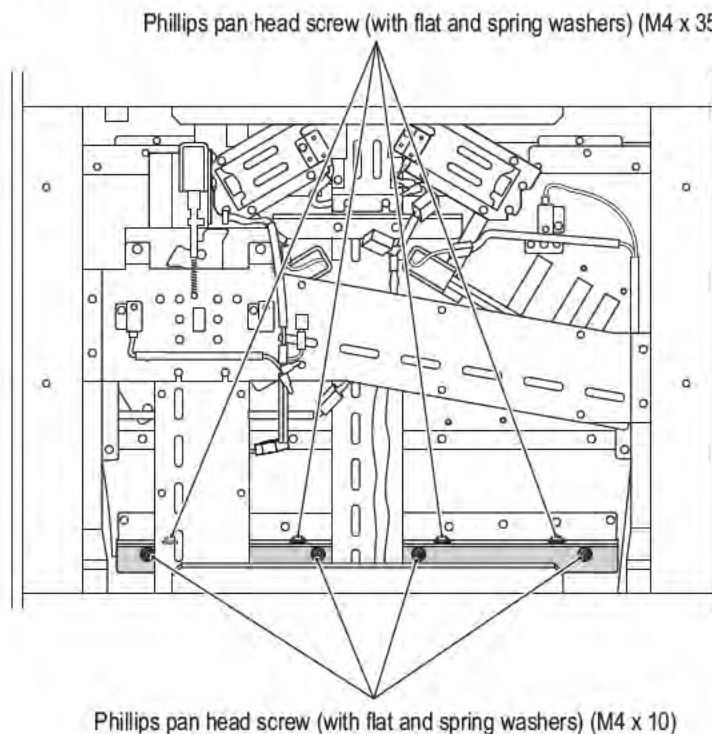 Phillips pan head screw (with flat and spring washers) (M4 x 35
Phillips pan head screw (with flat and spring washers) (M4 x 10)